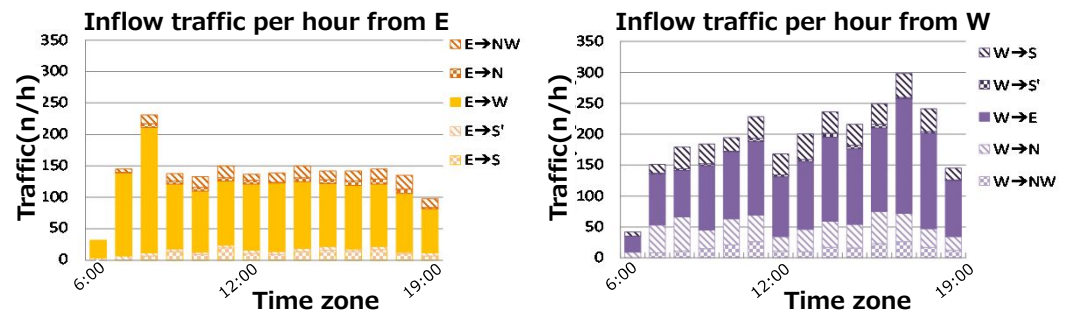 Inflow traffic per hour from E
350
300
250
200
150
100
50
0
Traffic(n/h)
6:00
12:00
19:00
Time zone
E→NW
E→N
E→W
E→S'
E→S
Inflow traffic per hour from W
350
300
250
200
150
100
50
0
Traffic(n/h)
6:00
12:00
19:00
Time zone
W→S
W→S'
W→E
W→N
W→NW